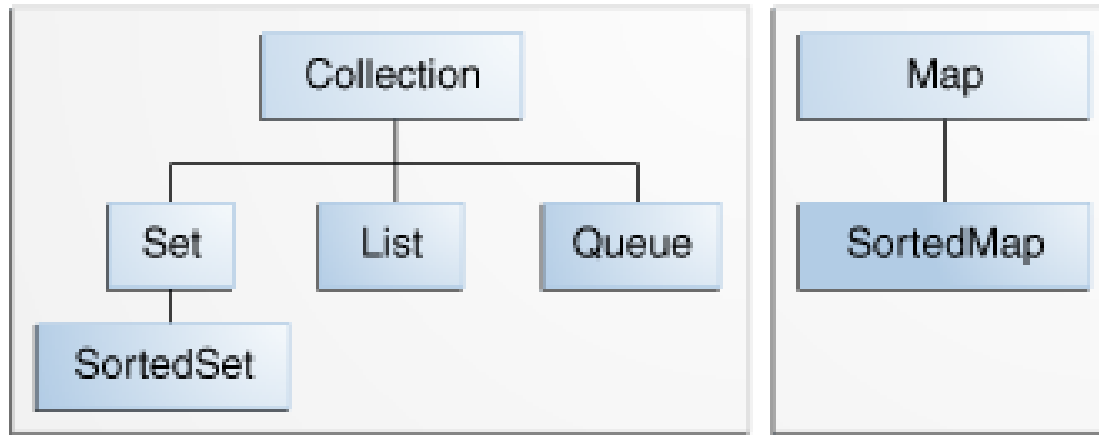 Collection
Map
Set
List
Queue
SortedMap
SortedSet